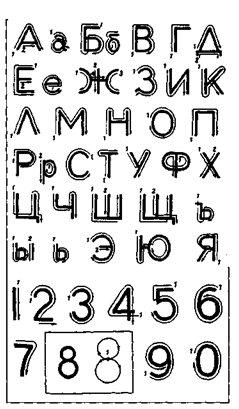 А а Б б В Г Д
Е е Ж З И К
Л М Н О П
Р р С Т У Ф Х
Ц Ч Ш Щ Ъ
Ы Ь Э Ю Я
1 2 3 4 5 6
7 8 8 9 0